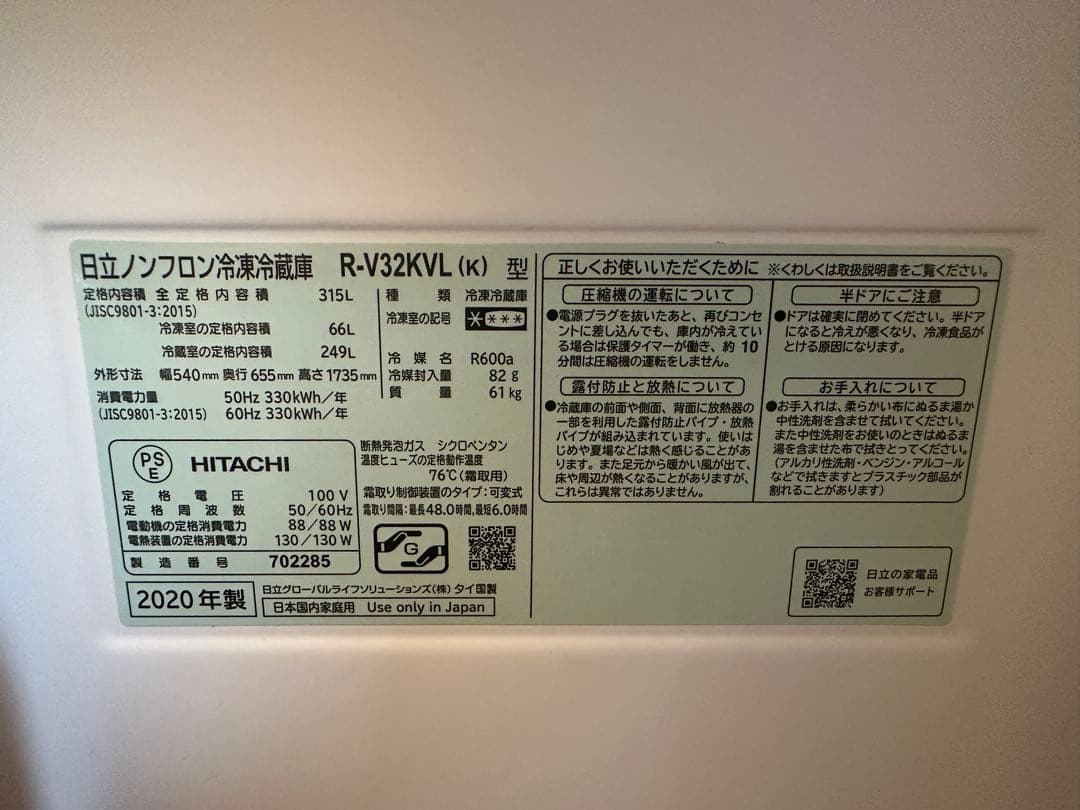 日立ノンフロン冷凍冷蔵庫 R-V32KVL (K) 型
定格内容積 全定格内容積 315L
(JISC9801-3:2015)
冷凍室の定格内容積 66L
冷蔵室の定格内容積 249L
種類 冷凍冷蔵庫
冷凍室の記号 ****
冷媒名 R600a
冷媒封入量 82g
質量 61kg
外形寸法 幅540mm 奥行655mm 高さ1735mm
消費電力量 50Hz 330kWh/年
(JISC9801-3:2015) 60Hz 330kWh/年
PS
E
HITACHI
定格電圧 100V
定格周波数 50/60Hz
電動機の定格消費電力 88/88W
電熱装置の定格消費電力 130/130W
製造番号 702285
断熱発泡ガス シクロペンタン
温度ヒューズの定格動作温度
76℃(霜取用)
霜取り制御装置のタイプ:可変式
霜取り間隔:最長48.0時間,最短6.0時間
G
2020年製
日立グローバルライフソリューションズ(株) タイ国製
日本国内家庭用 Use only in Japan
正しくお使いいただくために ※くわしくは取扱説明書をご覧ください。
圧縮機の運転について
●電源プラグを抜いたあと、再びコンセ
ントに差し込んでも、庫内が冷えてい
る場合は保護タイマーが働き、約10
分間は圧縮機の運転をしません。
露付防止と放熱について
●冷蔵庫の前面や側面、背面に放熱器の
一部を利用した露付防止パイプ・放熱
パイプが組み込まれています。使いは
じめや夏場などは熱く感じることがあ
ります。また足元から暖かい風が出て、
床や周辺が熱くなることがありますが、
これらは異常ではありません。
半ドアにご注意
●ドアは確実に閉めてください。半ドア
になると冷えが悪くなり、冷凍食品が
とける原因になります。
お手入れについて
●お手入れは、柔らかい布にぬるま湯か
中性洗剤を含ませて拭いてください。
また中性洗剤をお使いのときはぬるま
湯を含ませた布で拭きとってください。
(アルカリ性洗剤・ベンジン・アルコール
などで拭きますとプラスチック部品が
割れることがあります)
日立の家電品
お客様サポート